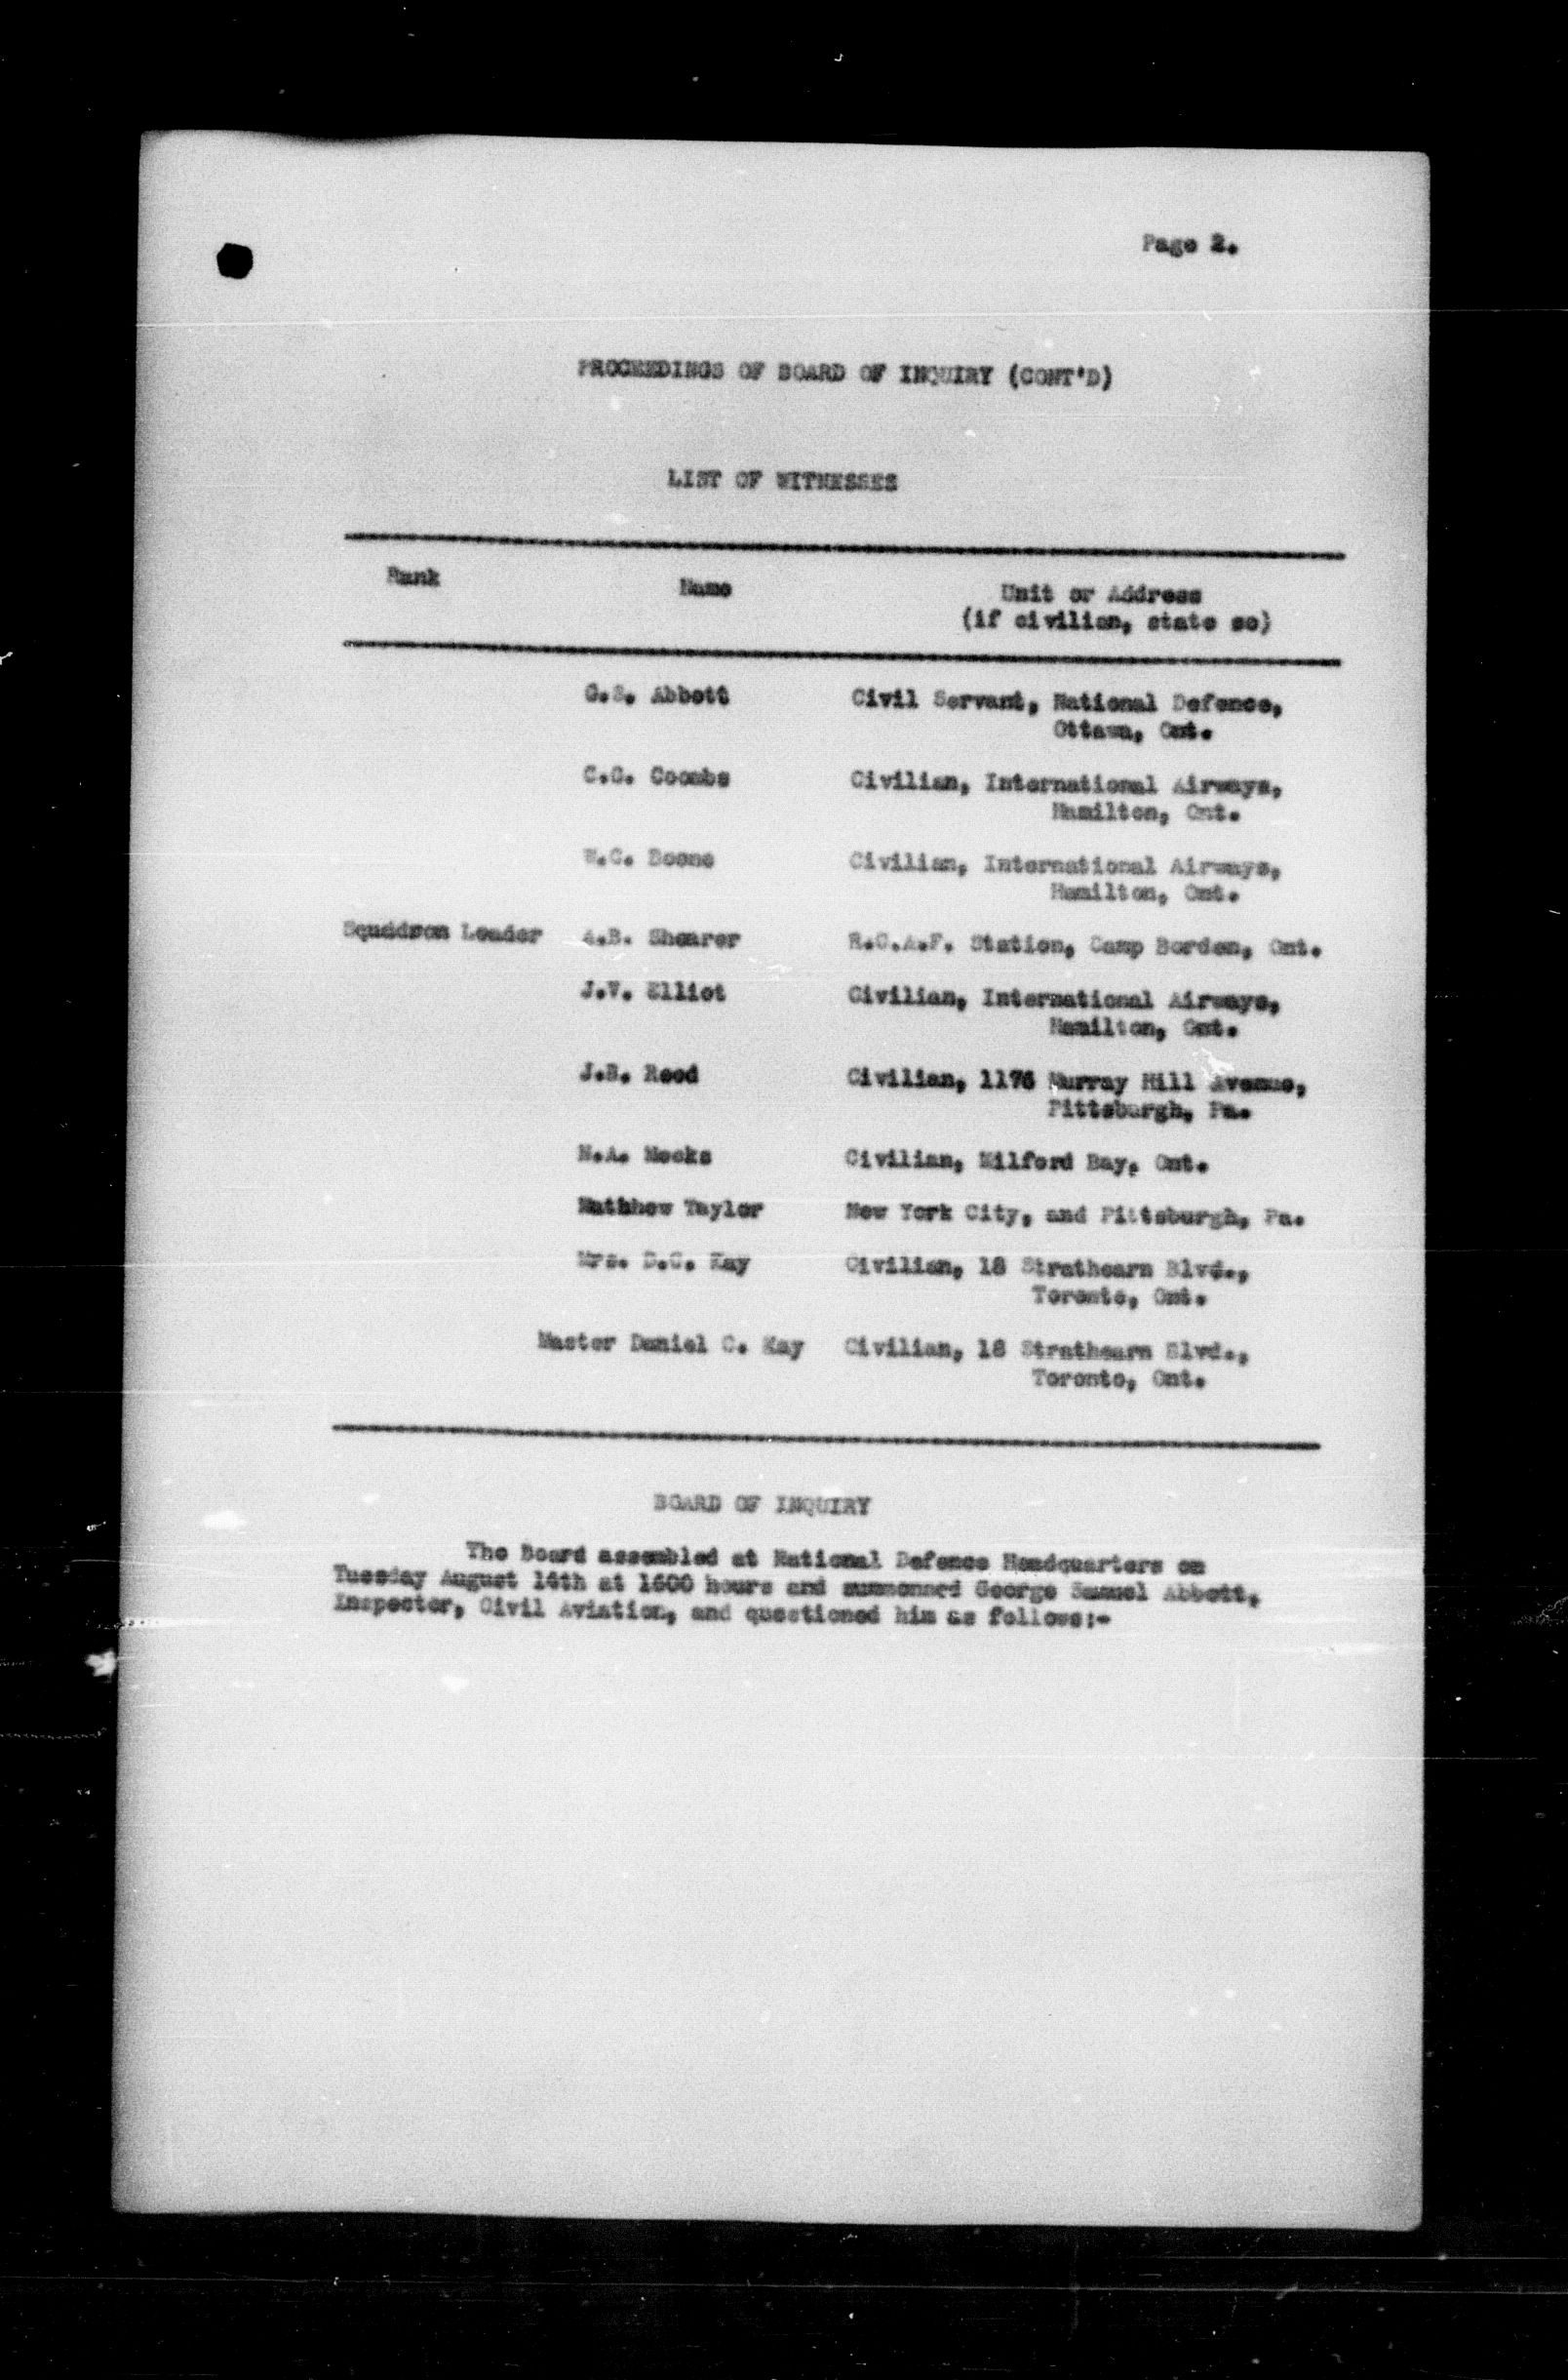 Page 2.
PROCEEDINGS OF BOARD OF INQUIRY (CONT'D)
LIST OF WITNESSES
Rank Name Unit or Address
(if civilian, state so)
G.S. Abbott Civil Servant, National Defence,
Ottawa, Ont.
C.C. Coombs Civilian, International Airways,
Hamilton, Ont.
W.C. Boone Civilian, International Airways,
Hamilton, Ont.
Squadron Leader A.B. Shearer R.C.A.F. Station, Camp Borden, Ont.
J.V. Elliot Civilian, International Airways,
Hamilton, Ont.
J.B. Reed Civilian, 1176 Murray Hill Avenue,
Pittsburgh, Pa.
N.A. Meeks Civilian, Milford Bay, Ont.
Matthew Taylor New York City, and Pittsburgh, Pa.
Mrs. D.C. Kay Civilian, 18 Strathearn Blvd.,
Toronto, Ont.
Master Daniel C. Kay Civilian, 18 Strathearn Blvd.,
Toronto, Ont.
BOARD OF INQUIRY
The Board assembled at National Defence Headquarters on
Tuesday August 14th at 1600 hours and summoned George Samuel Abbott,
Inspector, Civil Aviation, and questioned him as follows:-